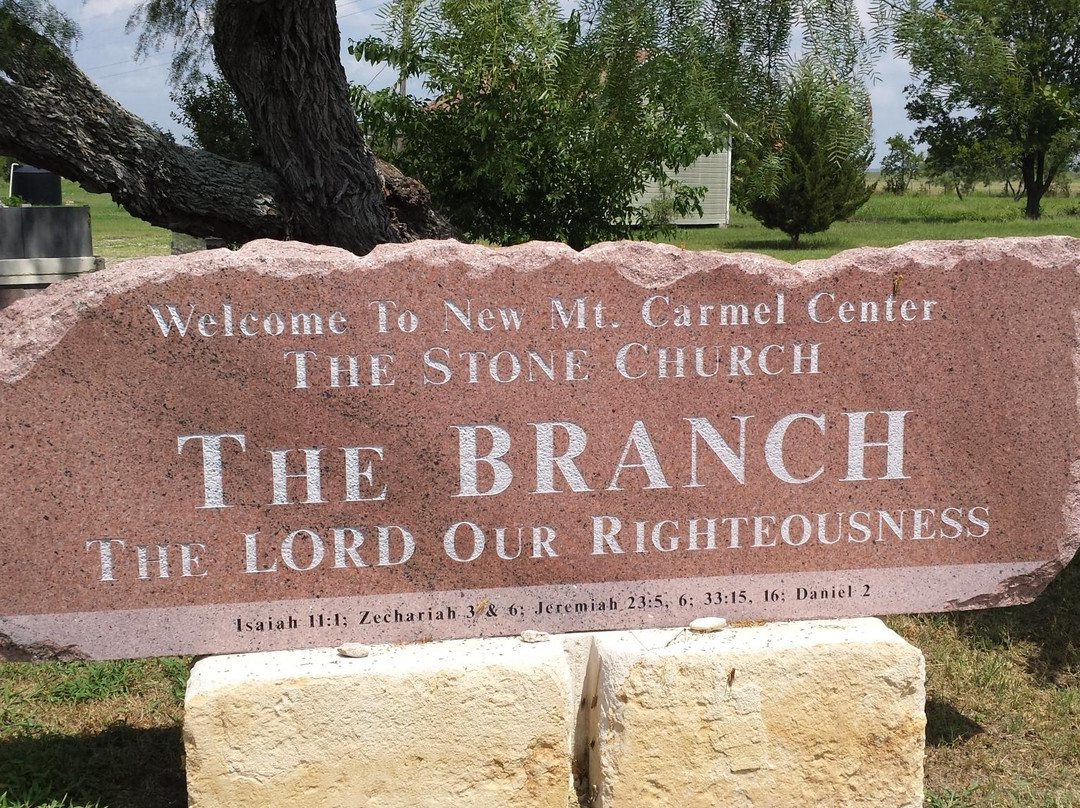 Welcome To New Mt. Carmel Center
THE STONE CHURCH
THE BRANCH
THE LORD OUR RIGHTEOUSNESS
Isaiah 11:1; Zechariah 3 & 6; Jeremiah 23:5, 6; 33:15, 16; Daniel 2